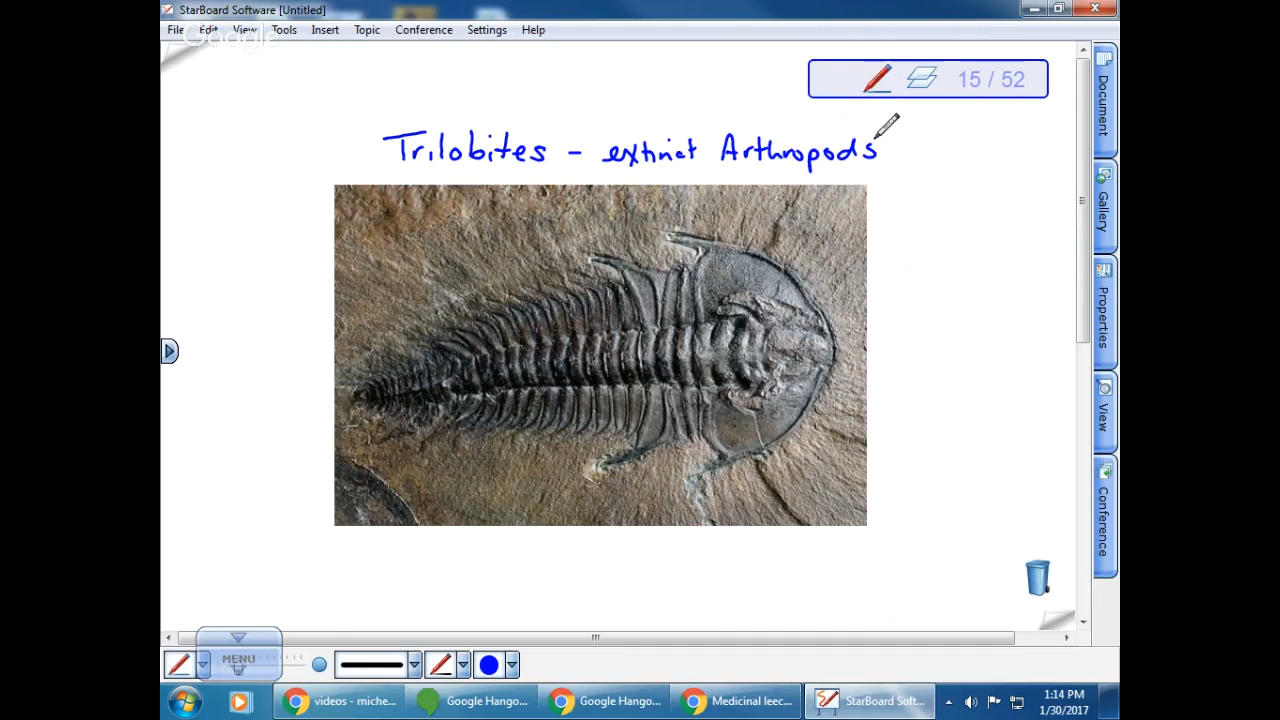 StarBoard Software [Untitled]
File Edit View Tools Insert Topic Conference Settings Help
Google
15 / 52
Trilobites - extinct Arthropods
Document
Gallery
Properties
View
Conference
MENU
videos - miche...
Google Hango...
Google Hango...
Medicinal leec...
StarBoard Soft...
1:14 PM
1/30/2017